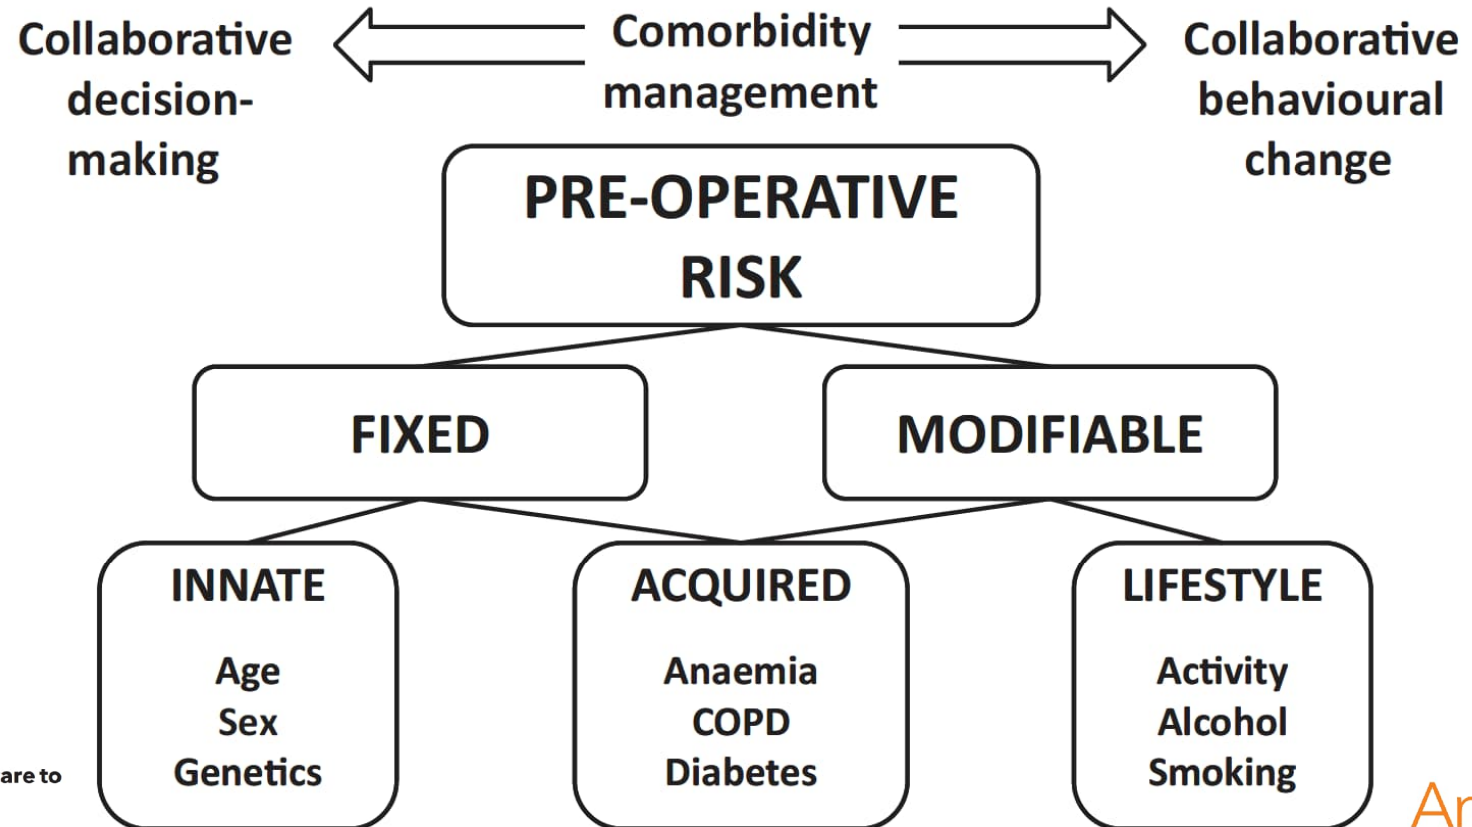 Collaborative
decision-
making
Comorbidity
management
Collaborative
behavioural
change
PRE-OPERATIVE
RISK
FIXED
MODIFIABLE
INNATE
Age
Sex
Genetics
ACQUIRED
Anaemia
COPD
Diabetes
LIFESTYLE
Activity
Alcohol
Smoking
are to